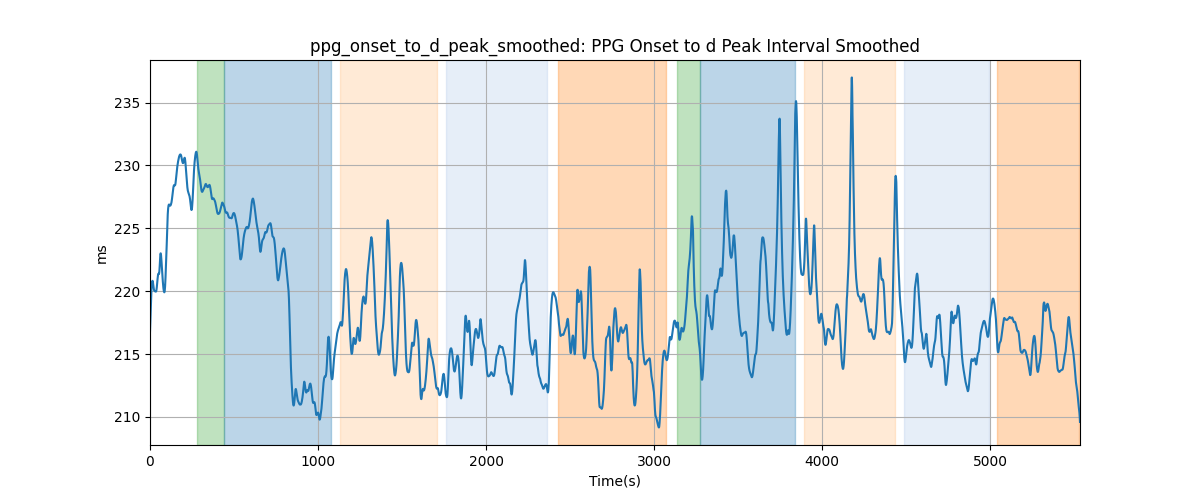 ppg_onset_to_d_peak_smoothed: PPG Onset to d Peak Interval Smoothed
235
230
225
220
215
210
ms
0 1000 2000 3000 4000 5000
Time(s)